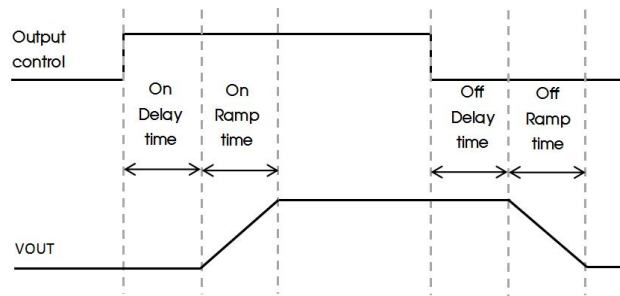 Output
control
On
Delay
time
On
Ramp
time
Off
Delay
time
Off
Ramp
time
VOUT